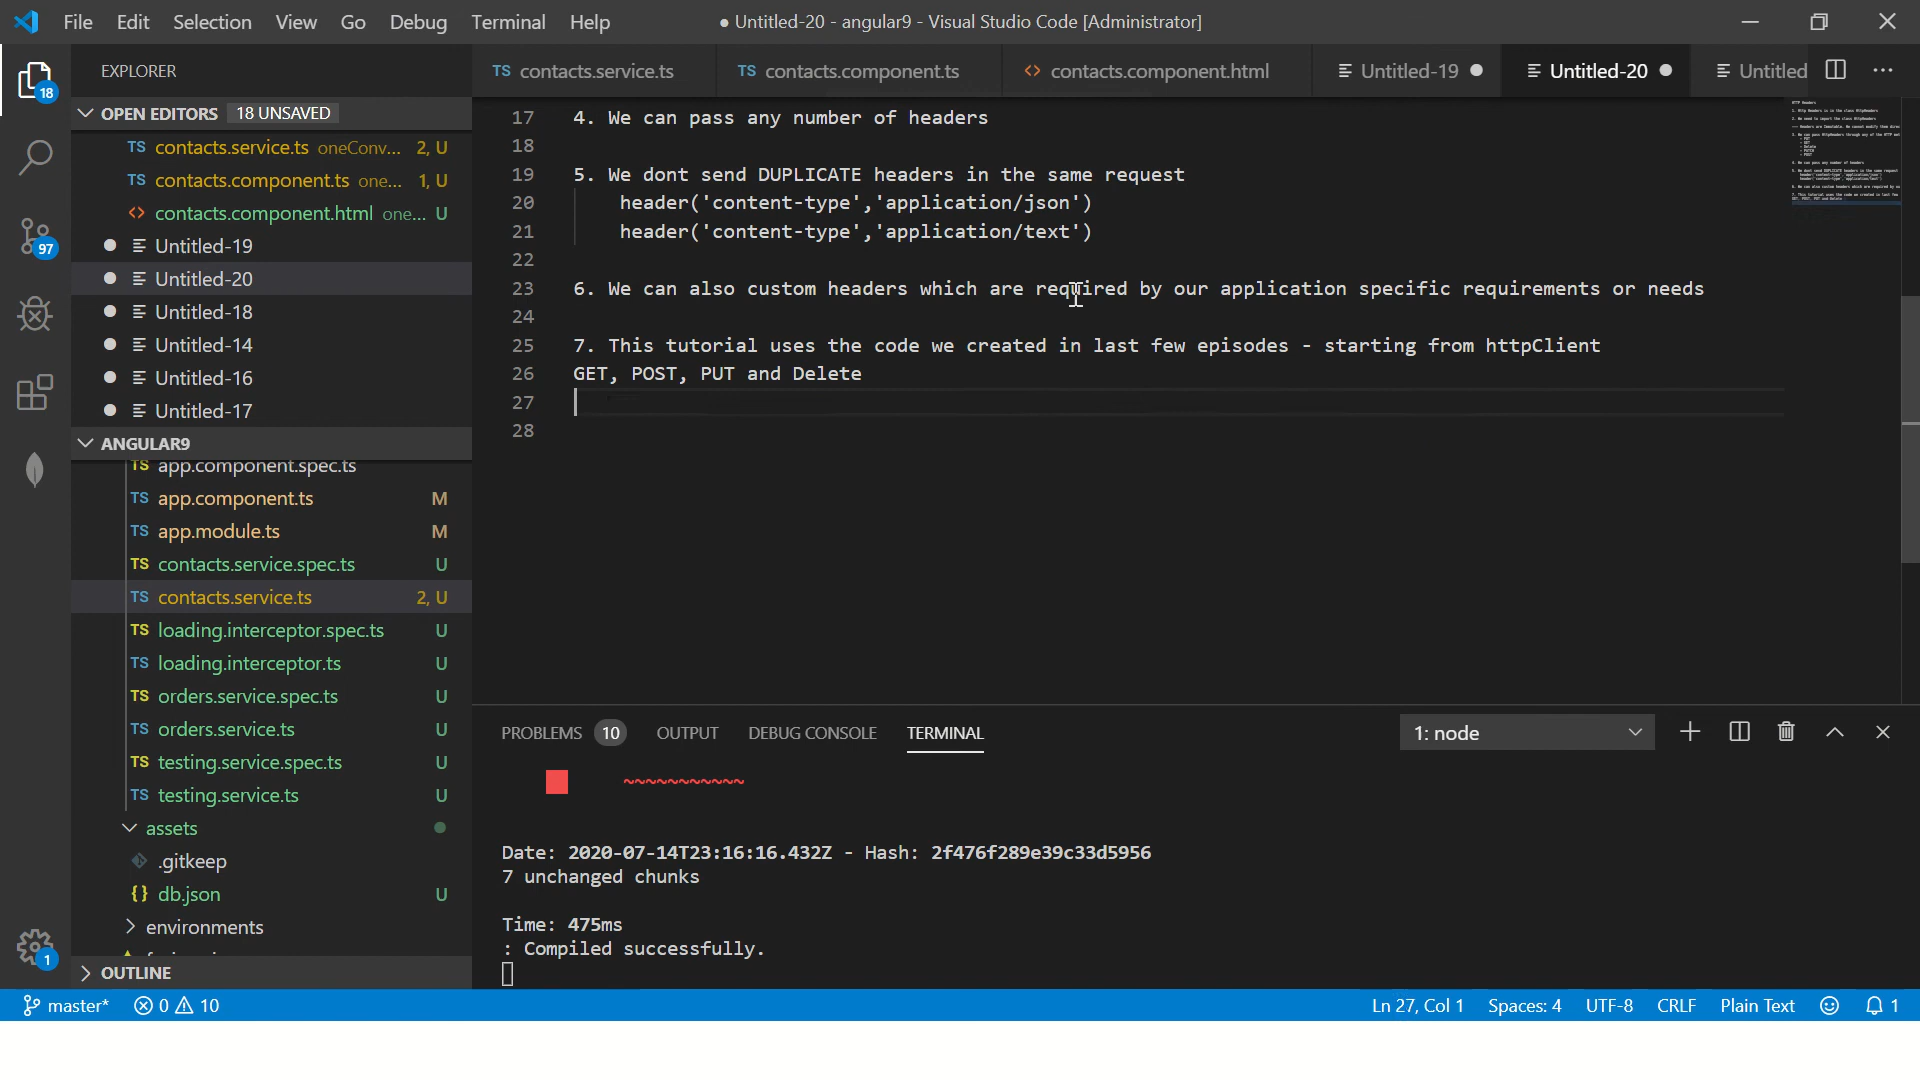 File Edit Selection View Go Debug Terminal Help
● Untitled-20 - angular9 - Visual Studio Code [Administrator]
EXPLORER
OPEN EDITORS 18 UNSAVED
TS contacts.service.ts oneConv... 2, U
TS contacts.component.ts one... 1, U
<> contacts.component.html one... U
Untitled-19
Untitled-20
Untitled-18
Untitled-14
Untitled-16
Untitled-17
ANGULAR9
TS app.component.spec.ts
TS app.component.ts M
TS app.module.ts M
TS contacts.service.spec.ts U
TS contacts.service.ts 2, U
TS loading.interceptor.spec.ts U
TS loading.interceptor.ts U
TS orders.service.spec.ts U
TS orders.service.ts U
TS testing.service.spec.ts U
TS testing.service.ts U
assets
.gitkeep
{} db.json U
environments
OUTLINE
18
97
1
TS contacts.service.ts TS contacts.component.ts <> contacts.component.html Untitled-19 Untitled-20 Untitled
17 4. We can pass any number of headers
18
19 5. We dont send DUPLICATE headers in the same request
20 header('content-type','application/json')
21 header('content-type','application/text')
22
23 6. We can also custom headers which are required by our application specific requirements or needs
24
25 7. This tutorial uses the code we created in last few episodes - starting from httpClient
26 GET, POST, PUT and Delete
27
28
PROBLEMS 10 OUTPUT DEBUG CONSOLE TERMINAL 1: node
~~~~~~~~~~~
Date: 2020-07-14T23:16:16.432Z - Hash: 2f476f289e39c33d5956
7 unchanged chunks
Time: 475ms
: Compiled successfully.
master* 0 10 Ln 27, Col 1 Spaces: 4 UTF-8 CRLF Plain Text 1